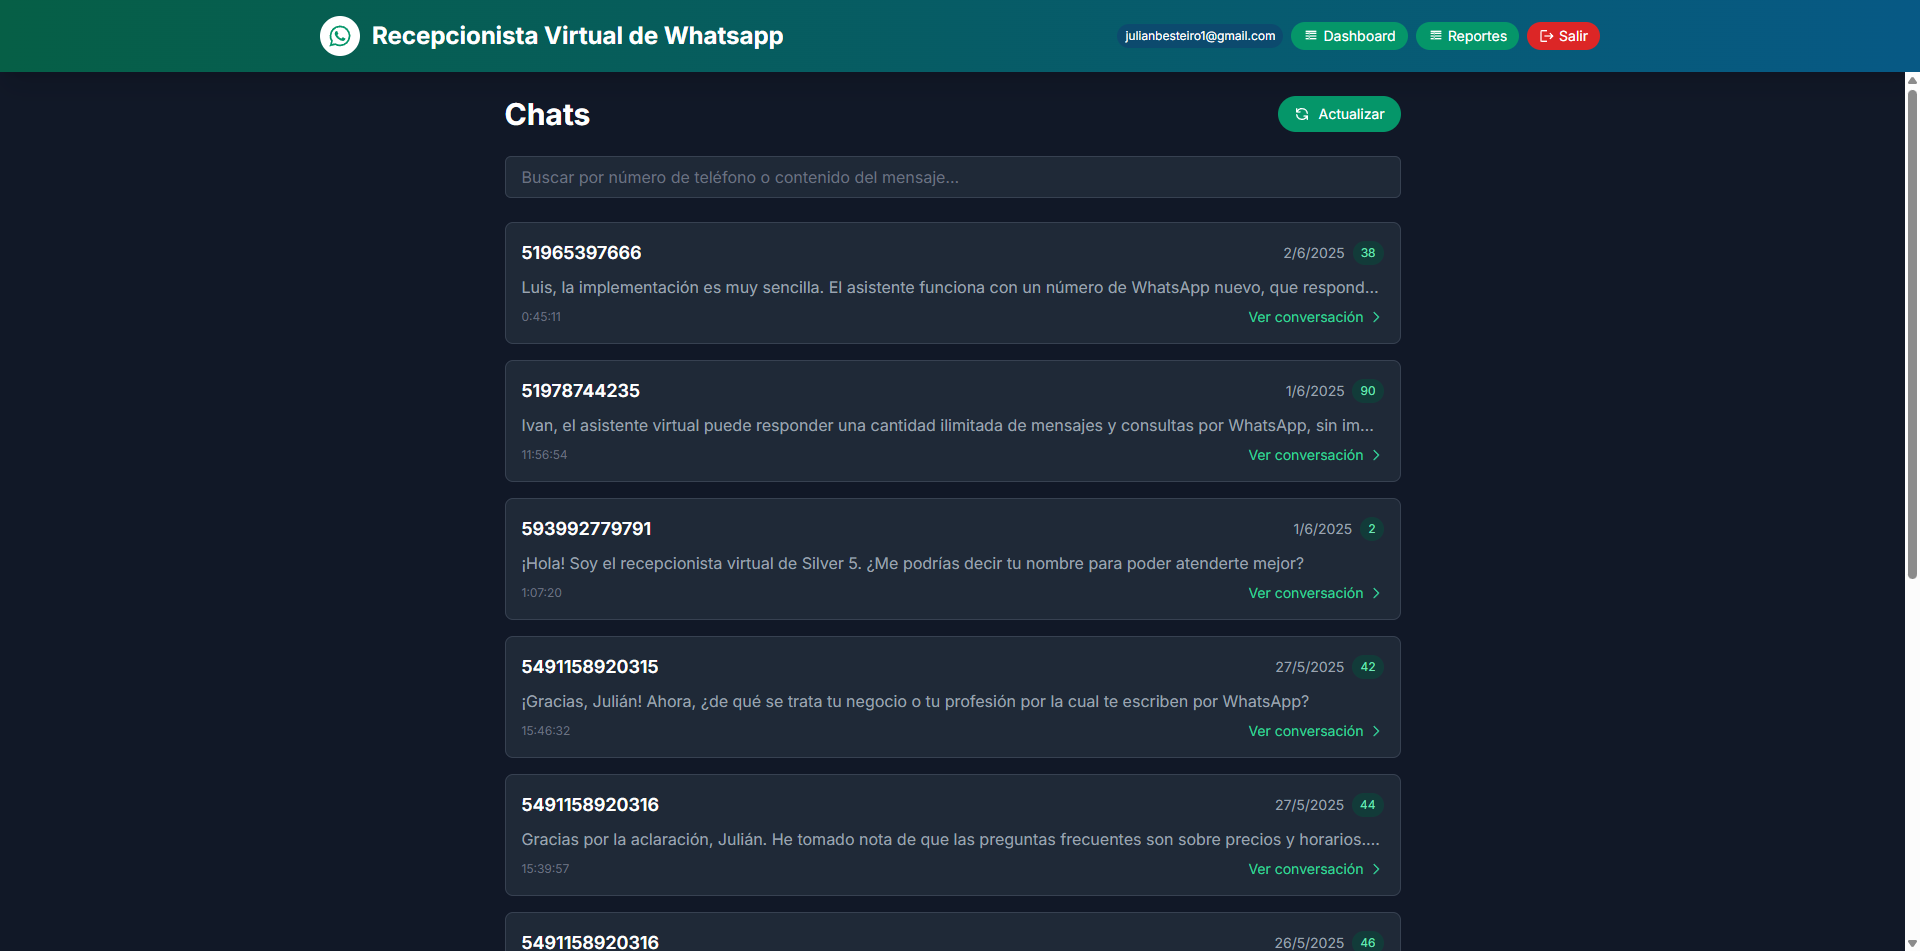 Recepcionista Virtual de Whatsapp
julianbesteiro1@gmail.com
Dashboard
Reportes
Salir
Chats
Actualizar
Buscar por número de teléfono o contenido del mensaje...
51965397666
2/6/2025 38
Luis, la implementación es muy sencilla. El asistente funciona con un número de WhatsApp nuevo, que respond...
0:45:11
Ver conversación
51978744235
1/6/2025 90
Ivan, el asistente virtual puede responder una cantidad ilimitada de mensajes y consultas por WhatsApp, sin im...
11:56:54
Ver conversación
593992779791
1/6/2025 2
¡Hola! Soy el recepcionista virtual de Silver 5. ¿Me podrías decir tu nombre para poder atenderte mejor?
1:07:20
Ver conversación
5491158920315
27/5/2025 42
¡Gracias, Julián! Ahora, ¿de qué se trata tu negocio o tu profesión por la cual te escriben por WhatsApp?
15:46:32
Ver conversación
5491158920316
27/5/2025 44
Gracias por la aclaración, Julián. He tomado nota de que las preguntas frecuentes son sobre precios y horarios....
15:39:57
Ver conversación
5491158920316
26/5/2025 46